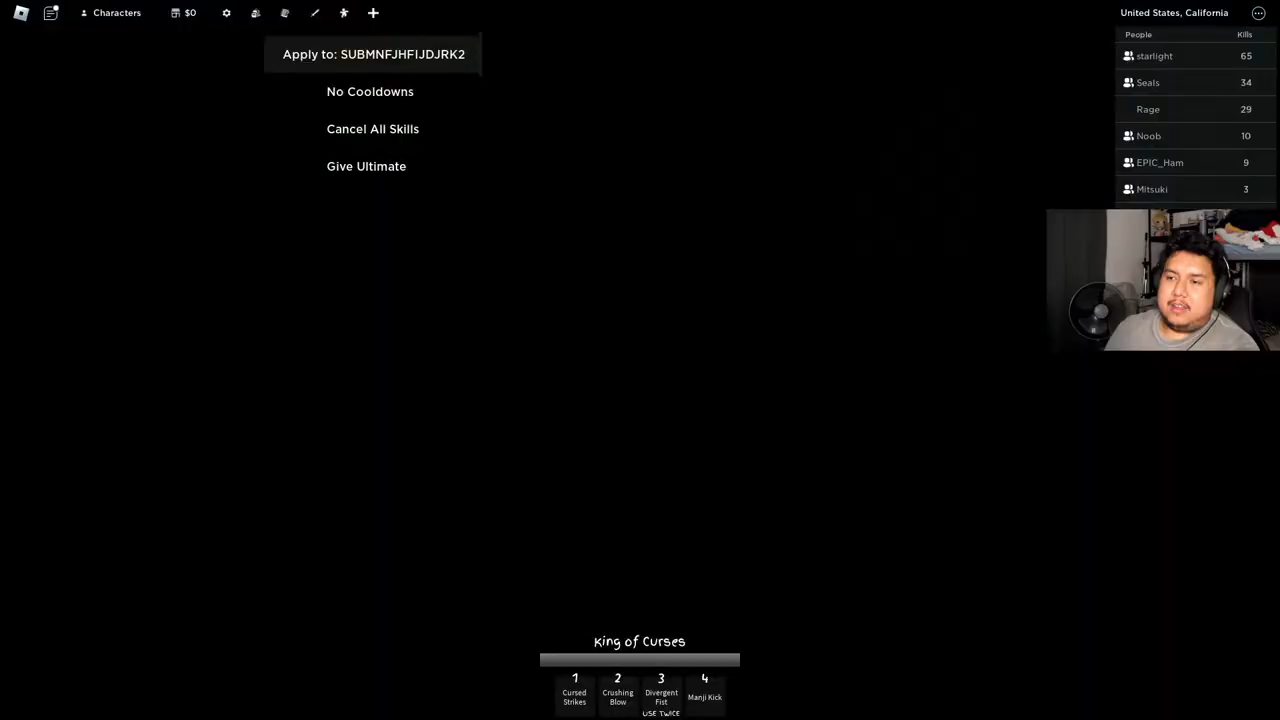 Characters
$0
United States, California
People Kills
starlight 65
Seals 34
Rage 29
Noob 10
EPIC_Ham 9
Mitsuki 3
Apply to: SUBMNFJHFIJDJRK2
No Cooldowns
Cancel All Skills
Give Ultimate
King of Curses
1 2 3 4
Cursed Strikes
Crushing Blow
Divergent Fist
USE TWICE
Manji Kick